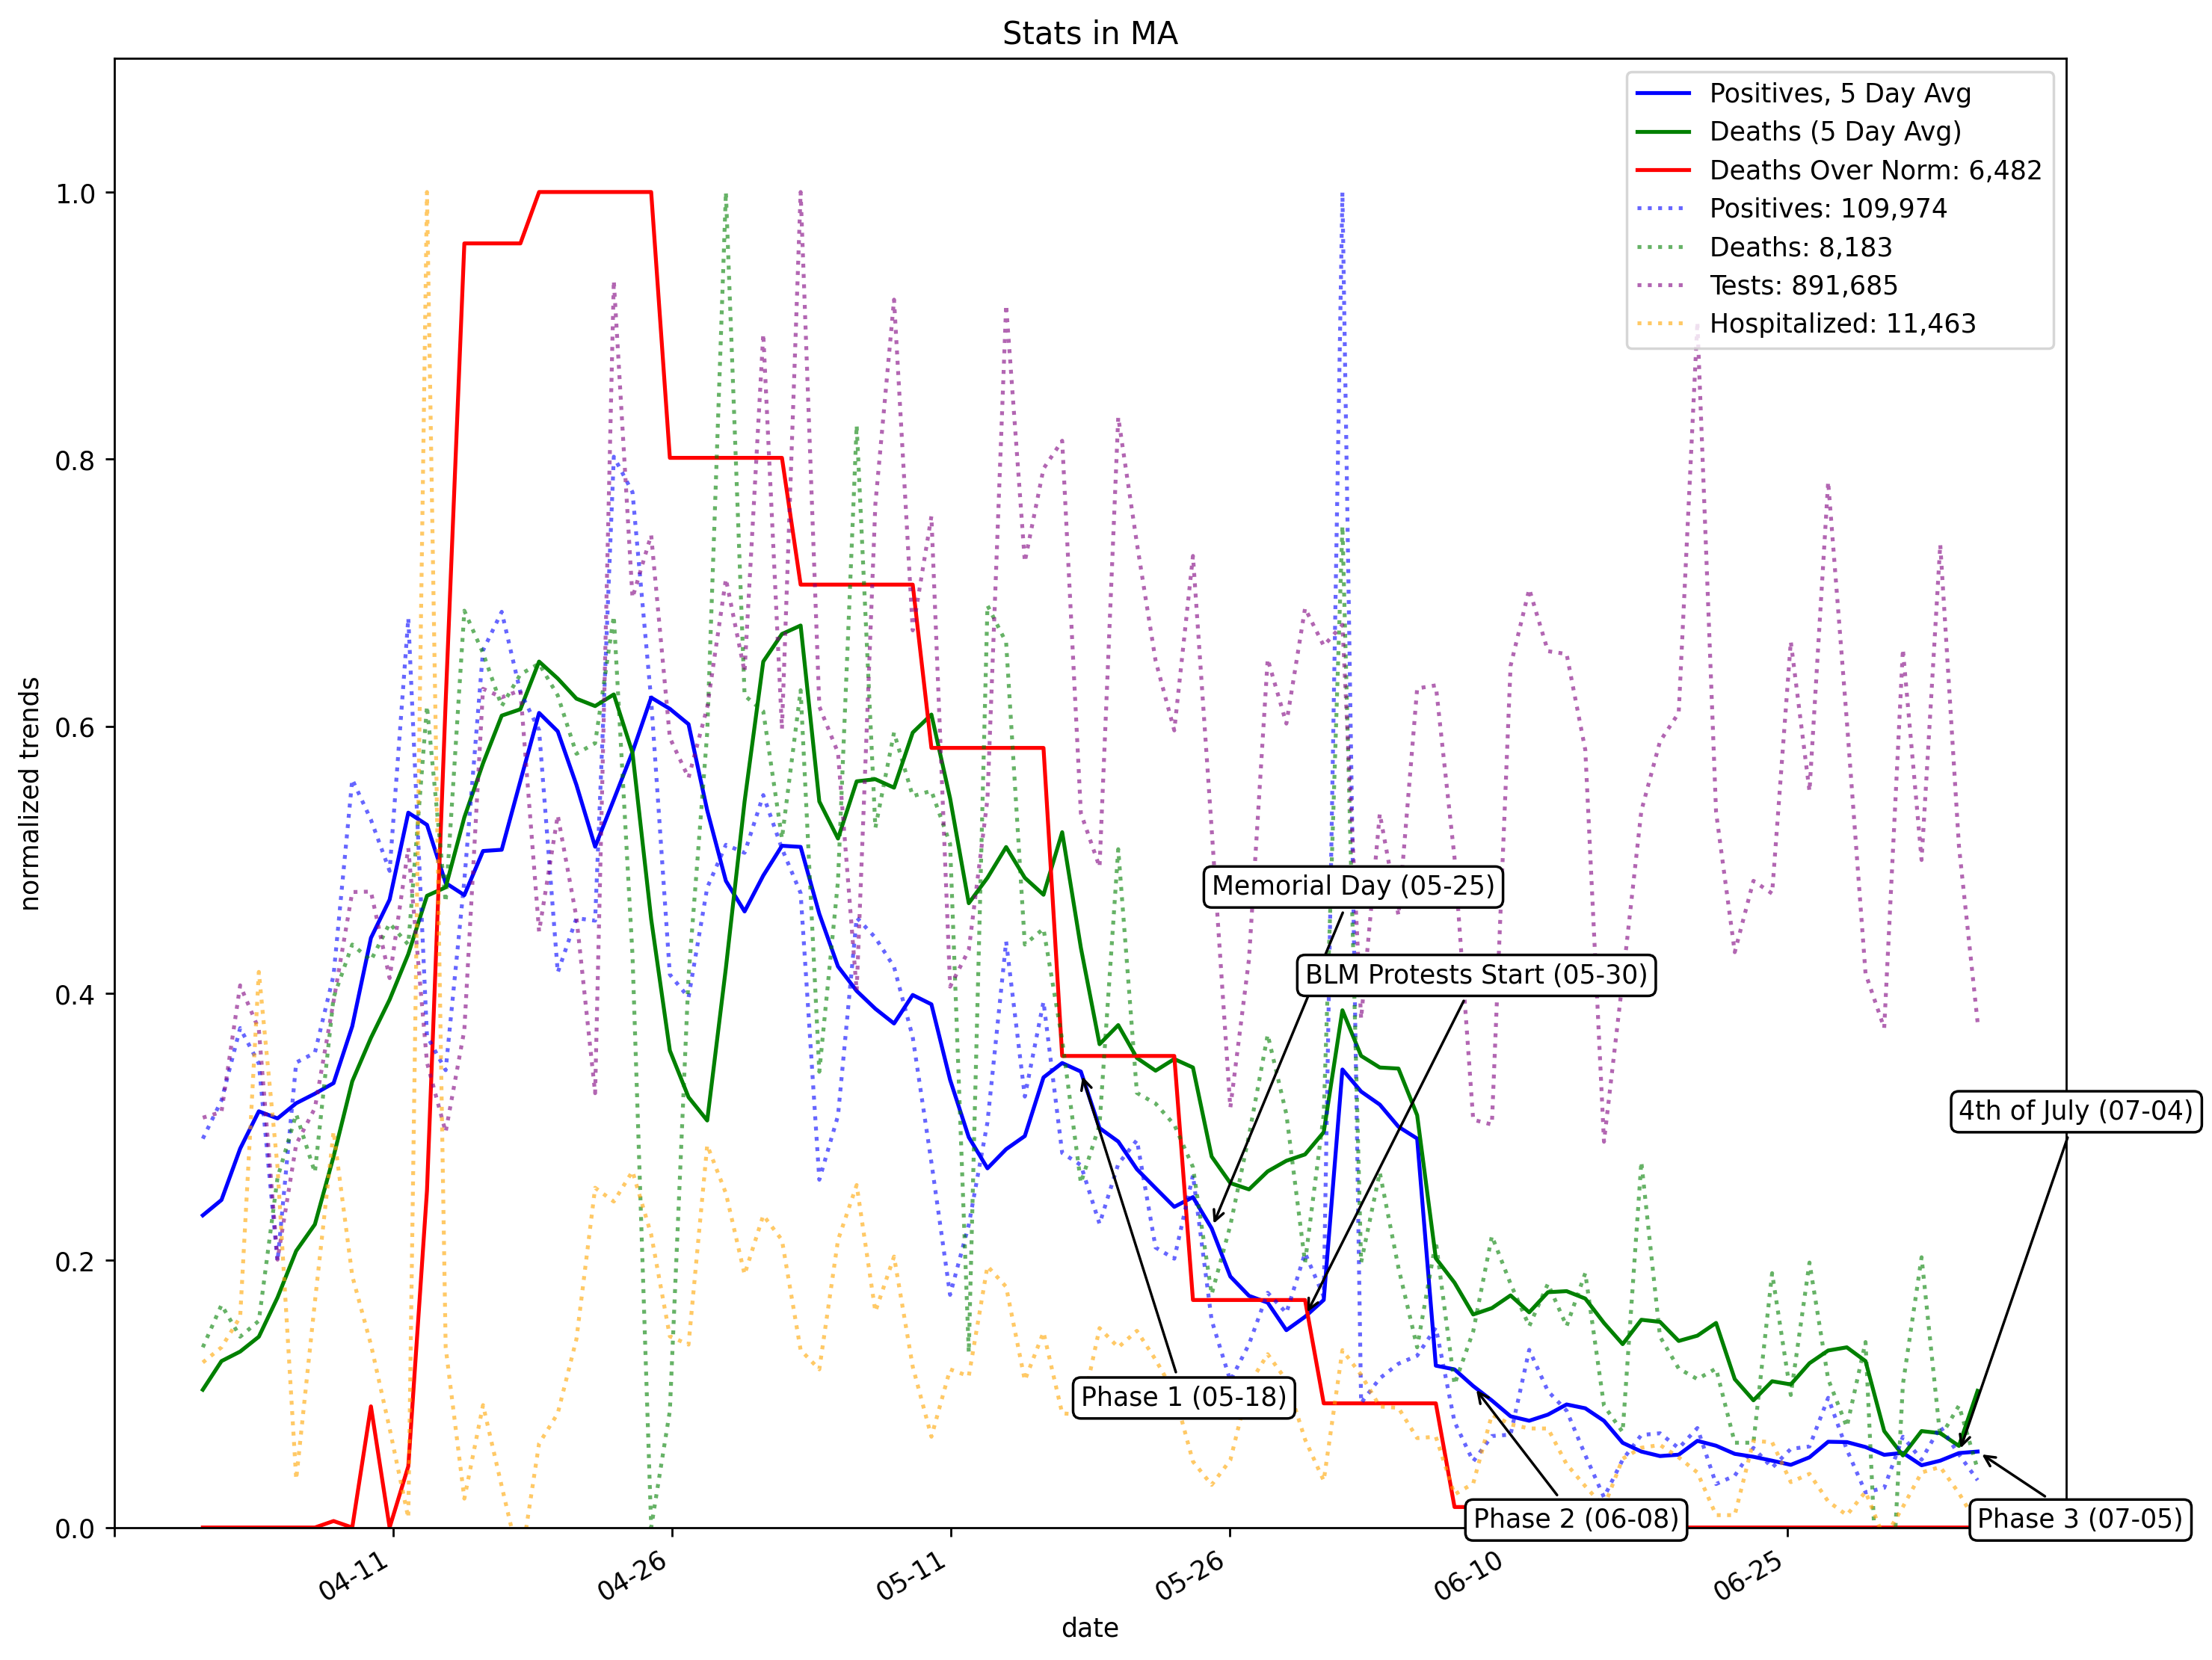 Stats in MA
Positives, 5 Day Avg
Deaths (5 Day Avg)
Deaths Over Norm: 6,482
Positives: 109,974
Deaths: 8,183
Tests: 891,685
Hospitalized: 11,463
1.0
0.8
0.6
0.4
0.2
0.0
normalized trends
Memorial Day (05-25)
BLM Protests Start (05-30)
4th of July (07-04)
Phase 1 (05-18)
Phase 2 (06-08)
Phase 3 (07-05)
04-11
04-26
05-11
05-26
06-10
06-25
date